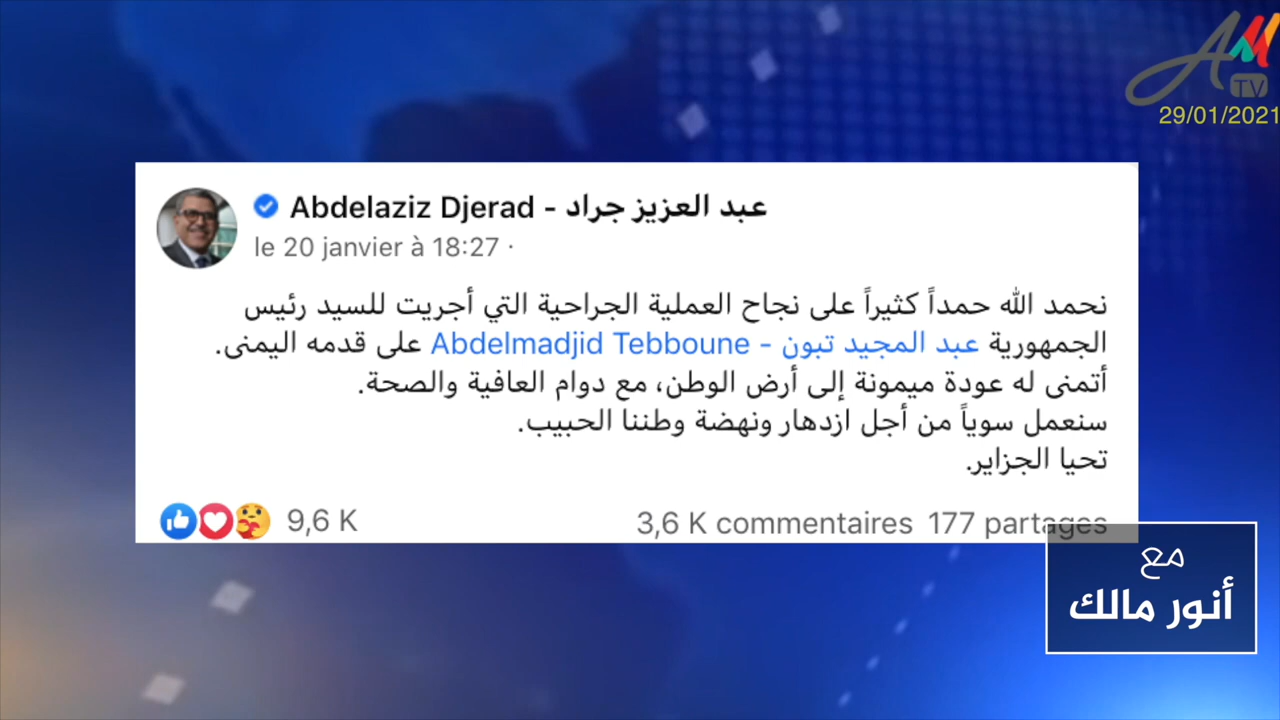 AM
TV
29/01/2021
Abdelaziz Djerad - عبد العزيز جراد
le 20 janvier à 18:27 ·
نحمد الله حمداً كثيراً على نجاح العملية الجراحية التي أجريت للسيد رئيس
الجمهورية عبد المجيد تبون - Abdelmadjid Tebboune على قدمه اليمنى.
أتمنى له عودة ميمونة إلى أرض الوطن، مع دوام العافية والصحة.
سنعمل سوياً من أجل ازدهار ونهضة وطننا الحبيب.
تحيا الجزاير.
9,6 K
3,6 K commentaires 177 partages
مع
أنور مالك